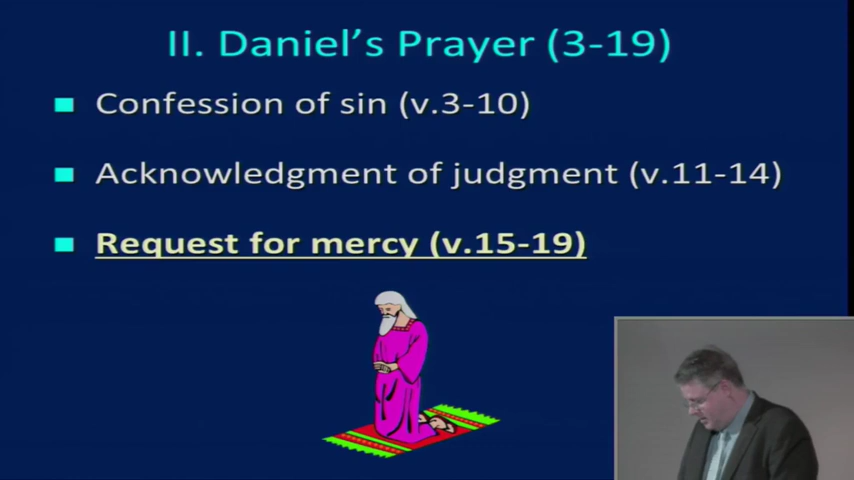 II. Daniel's Prayer (3-19)
Confession of sin (v.3-10)
Acknowledgment of judgment (v.11-14)
Request for mercy (v.15-19)